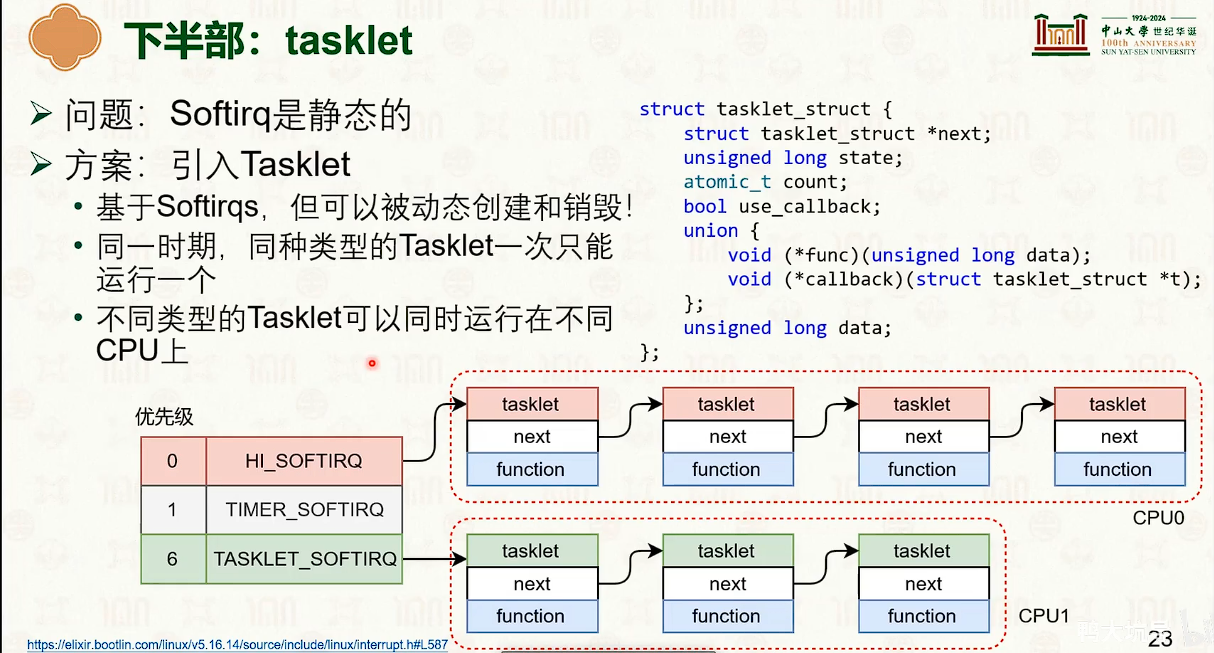 下半部：tasklet
1924-2024
中山大學 世纪华诞
100th ANNIVERSARY
SUN YAT-SEN UNIVERSITY
➢ 问题： Softirq是静态的
➢ 方案： 引入Tasklet
• 基于Softirqs，但可以被动态创建和销毁！
• 同一时期，同种类型的Tasklet一次只能
运行一个
• 不同类型的Tasklet可以同时运行在不同
CPU上
struct tasklet_struct {
struct tasklet_struct *next;
unsigned long state;
atomic_t count;
bool use_callback;
union {
void (*func)(unsigned long data);
void (*callback)(struct tasklet_struct *t);
};
unsigned long data;
};
优先级
0 HI_SOFTIRQ
1 TIMER_SOFTIRQ
6 TASKLET_SOFTIRQ
tasklet tasklet tasklet tasklet
next next next next
function function function function
CPU0
tasklet tasklet tasklet
next next next
function function function
CPU1
https://elixir.bootlin.com/linux/v5.16.14/source/include/linux/interrupt.h#L587
23